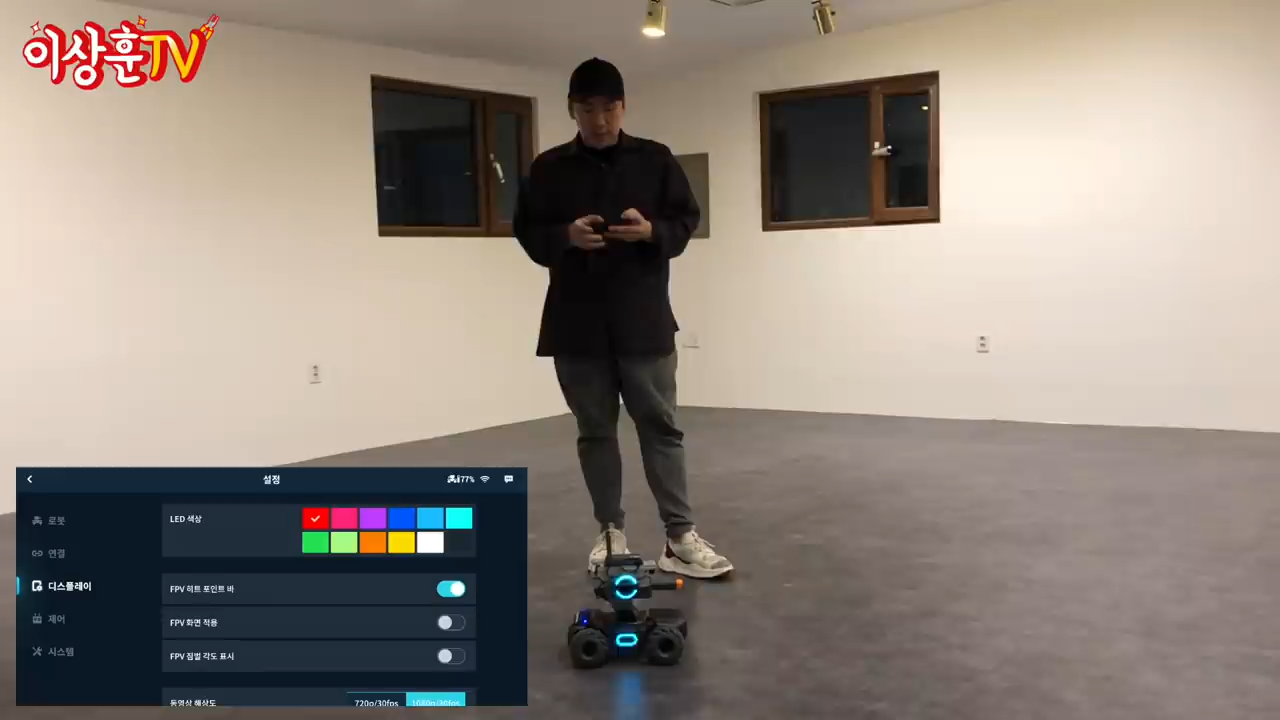 이상훈TV
설정
77%
로봇
연결
디스플레이
제어
시스템
LED 색상
FPV 히트 포인트 바
FPV 화면 적용
FPV 짐벌 각도 표시
동영상 해상도
720p/30fps
1080p/30fps